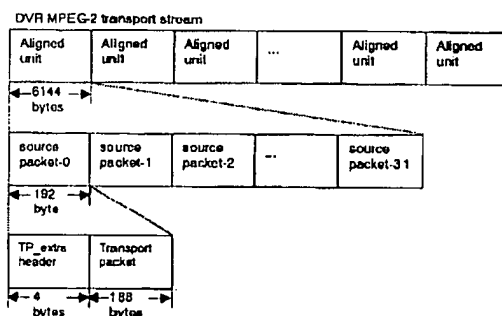 DVR MPEG-2 transport stream
Aligned unit
Aligned unit
Aligned unit
...
Aligned unit
Aligned unit
6144 bytes
source packet-0
source packet-1
source packet-2
...
source packet-31
192 byte
TP_extra header
Transport packet
4 bytes
188 bytes